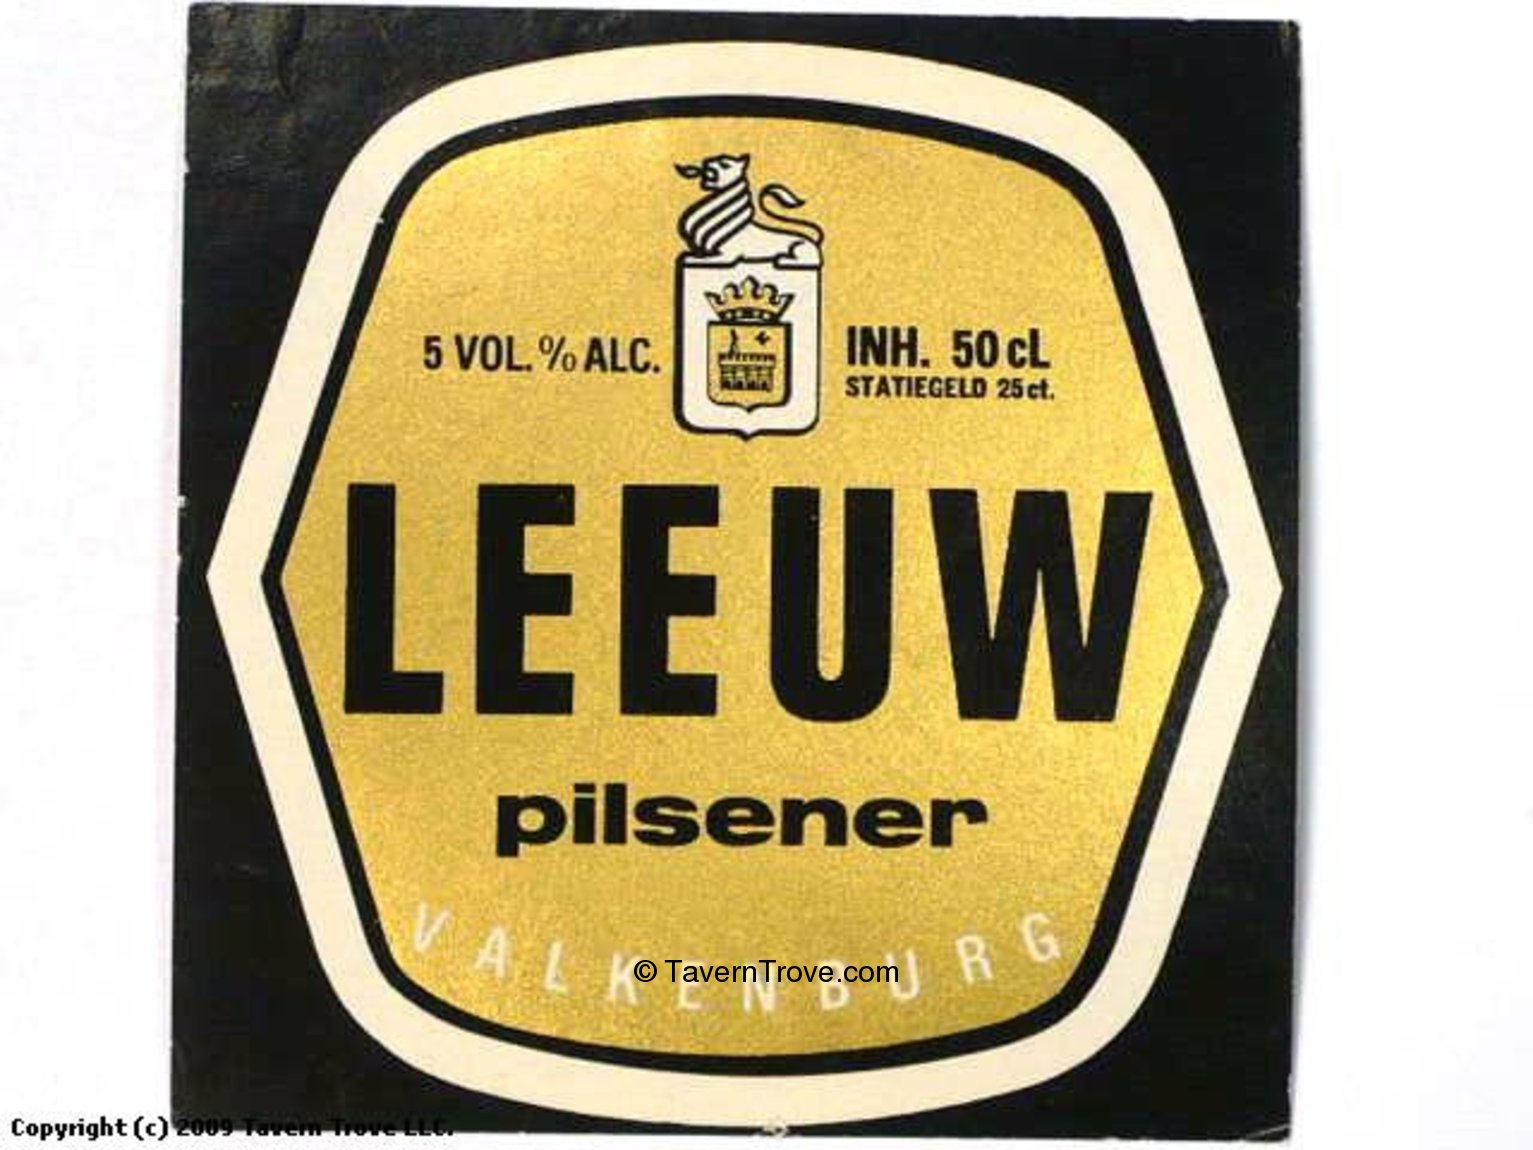 5 VOL. % ALC.
INH. 50 cL
STATIEGELD 25 ct.
LEEUW
pilsener
VALKENBURG
© TavernTrove.com
Copyright (c) 2009 Tavern Trove LLC.